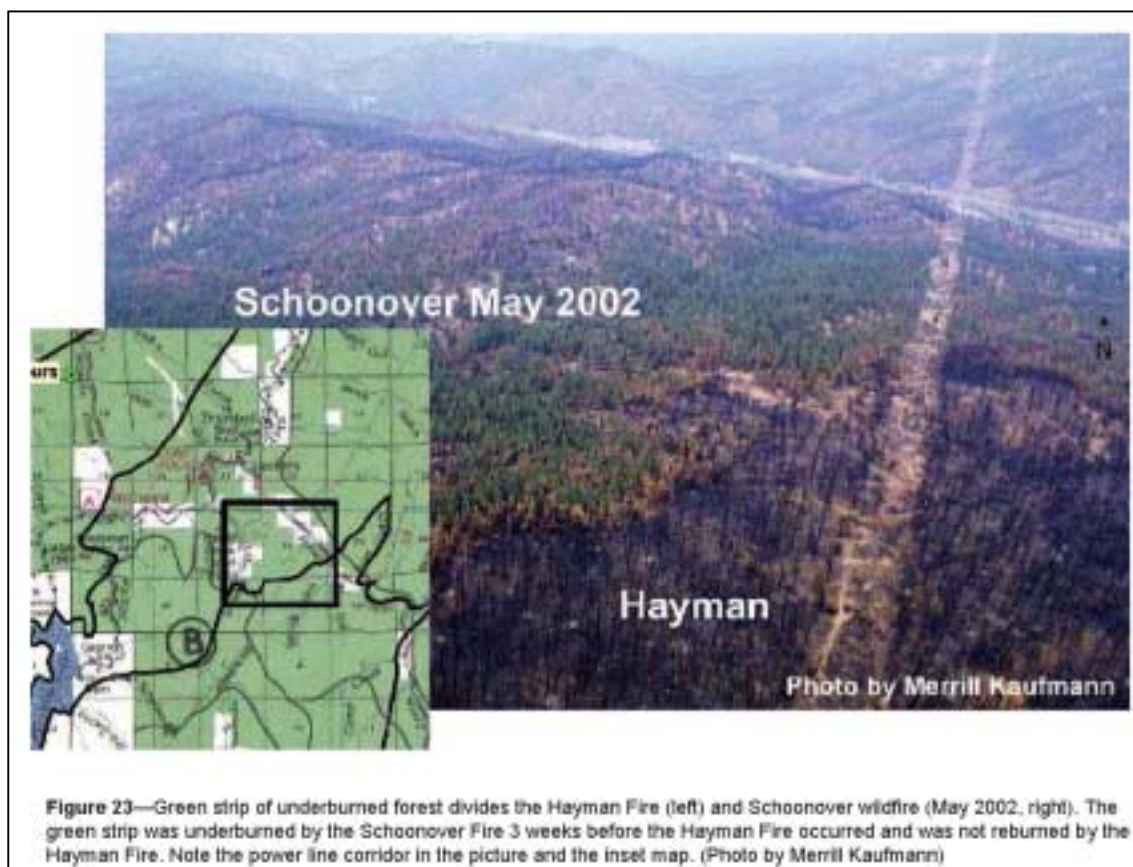 Schoonover May 2002
N
B
Hayman
Photo by Merrill Kaufmann
Figure 23—Green strip of underburned forest divides the Hayman Fire (left) and Schoonover wildfire (May 2002, right). The
green strip was underburned by the Schoonover Fire 3 weeks before the Hayman Fire occurred and was not reburned by the
Hayman Fire. Note the power line corridor in the picture and the inset map. (Photo by Merrill Kaufmann)